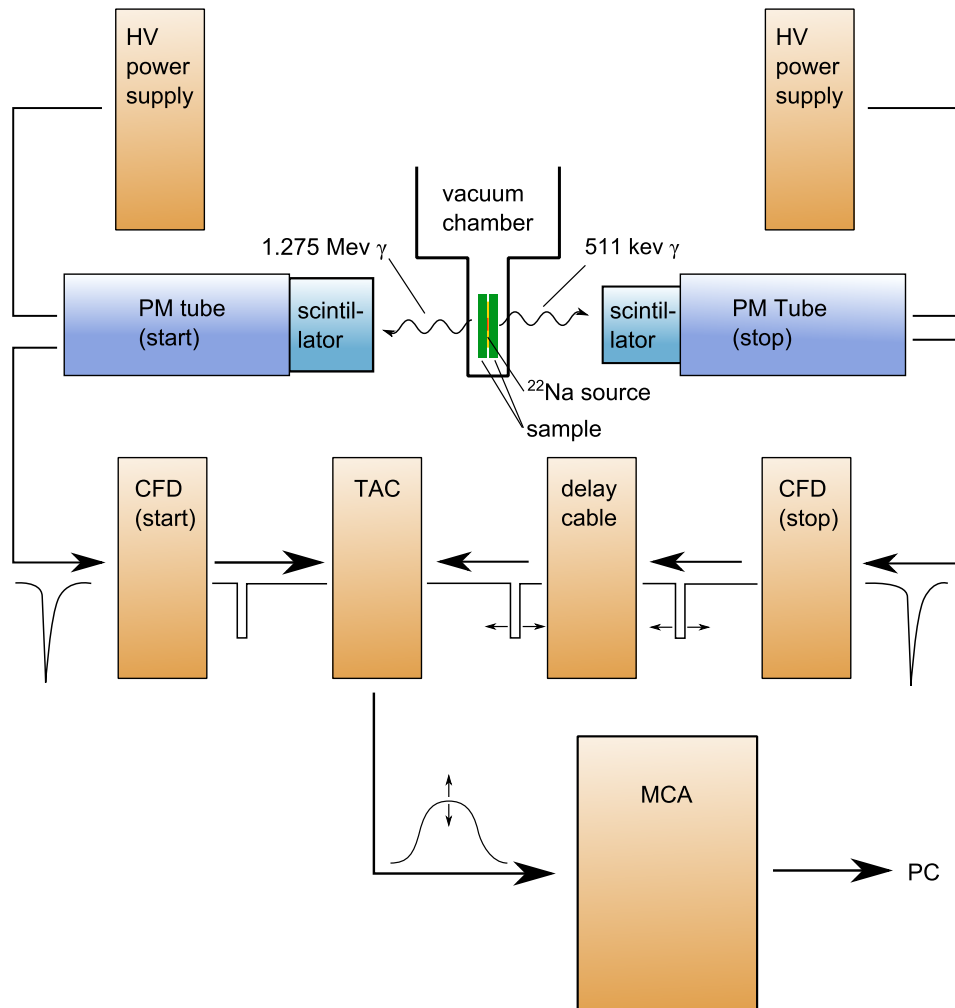 HV
power
supply
HV
power
supply
vacuum
chamber
1.275 Mev γ
511 kev γ
PM tube
(start)
scintil-
lator
scintil-
lator
PM Tube
(stop)
²²Na source
sample
CFD
(start)
TAC
delay
cable
CFD
(stop)
MCA
PC